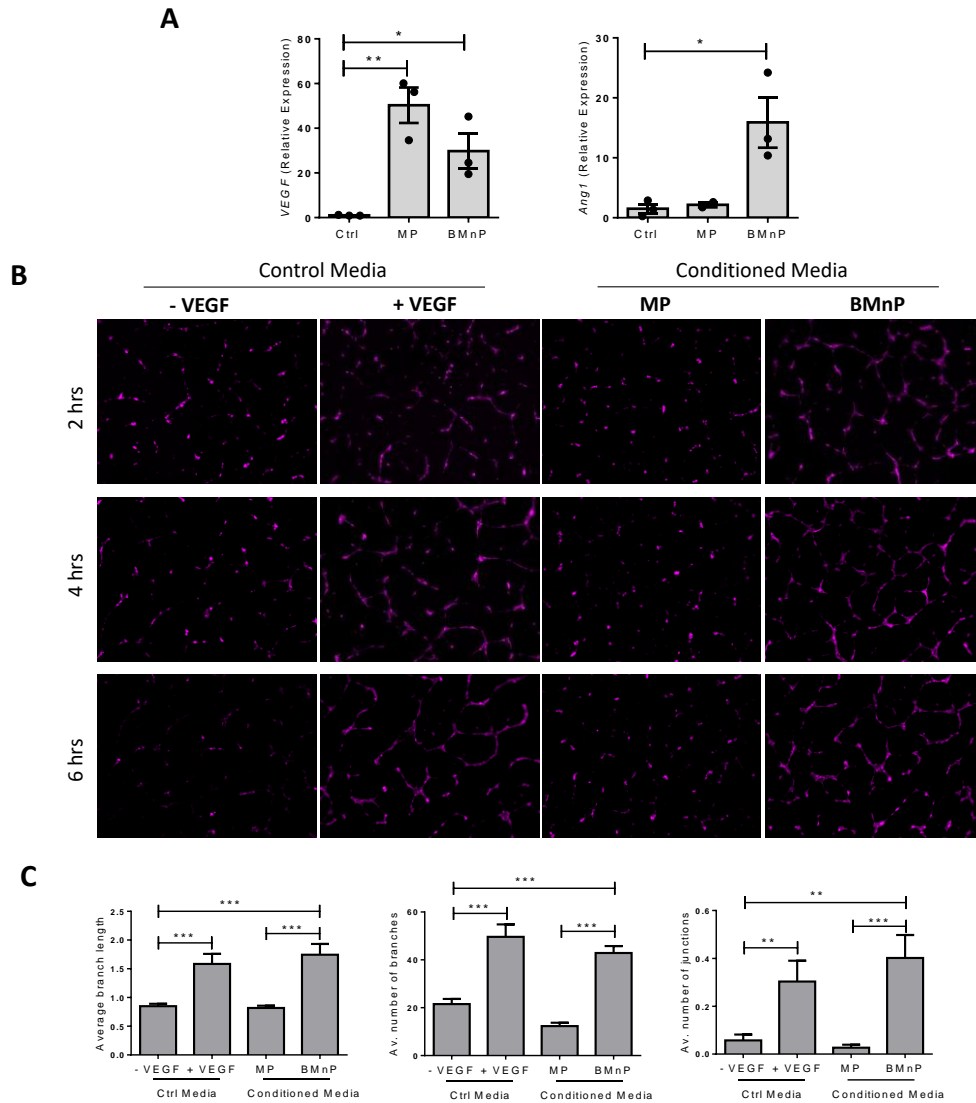 A
VEGF (Relative Expression)
80
60
40
20
0
*
**
Ctrl MP BMnP
Ang1 (Relative Expression)
30
20
10
0
*
Ctrl MP BMnP
B
Control Media Conditioned Media
- VEGF + VEGF MP BMnP
2 hrs
4 hrs
6 hrs
C
Average branch length
2.5
2.0
1.5
1.0
0.5
0.0
***
*** ***
- VEGF + VEGF MP BMnP
Ctrl Media Conditioned Media
Av. number of branches
60
40
20
0
***
*** ***
- VEGF + VEGF MP BMnP
Ctrl Media Conditioned Media
Av. number of junctions
0.6
0.4
0.2
0.0
**
** ***
- VEGF + VEGF MP BMnP
Ctrl Media Conditioned Media